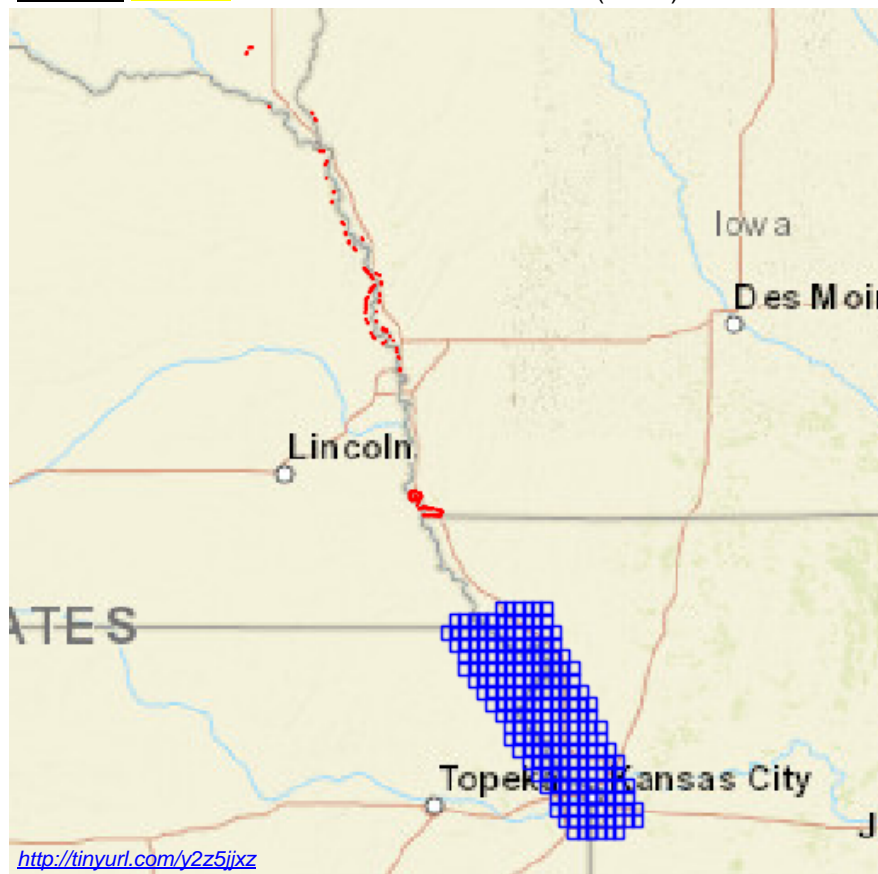 Iowa
Des Moi
Lincoln
ATES
Topeka
Kansas City
J
http://tinyurl.com/y2z5jjxz